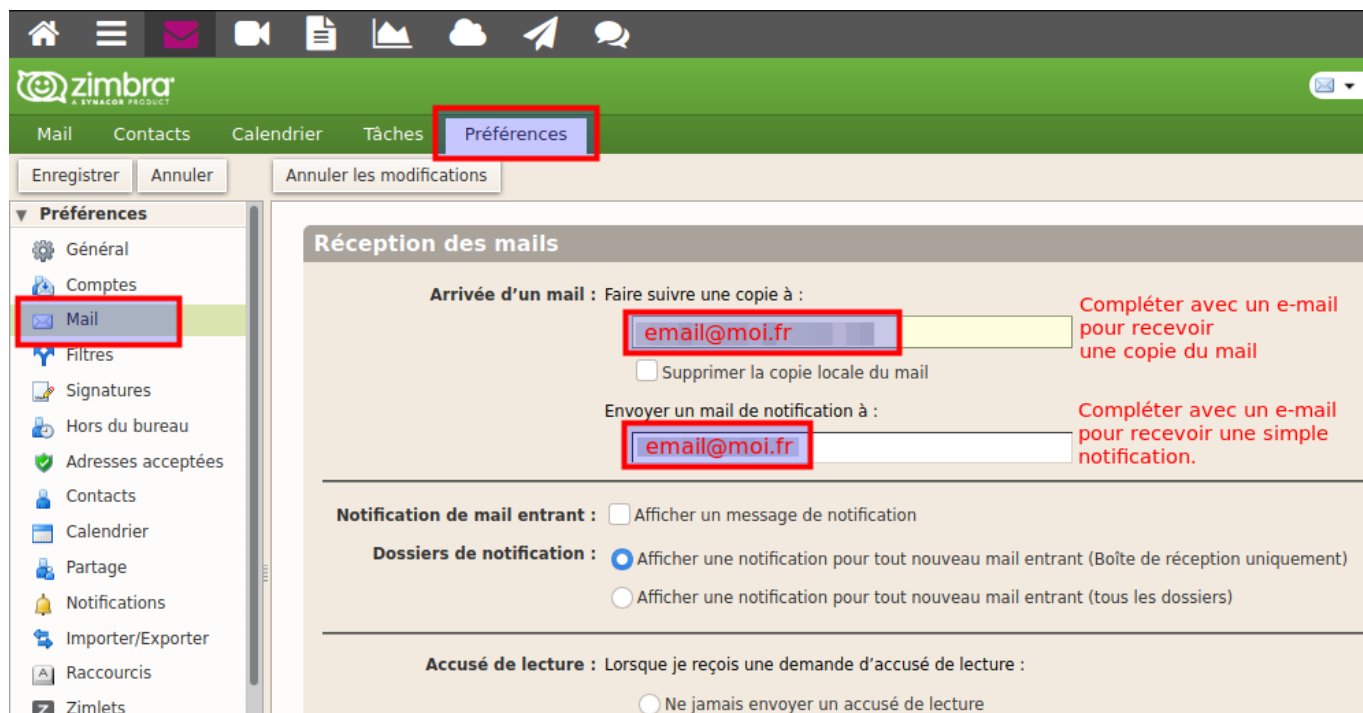 zimbra
A SYNACOR PRODUCT
Mail Contacts Calendrier Tâches Préférences
Enregistrer Annuler Annuler les modifications
Préférences
Général
Comptes
Mail
Filtres
Signatures
Hors du bureau
Adresses acceptées
Contacts
Calendrier
Partage
Notifications
Importer/Exporter
Raccourcis
Zimlets
Réception des mails
Arrivée d’un mail : Faire suivre une copie à :
email@moi.fr
Compléter avec un e-mail
pour recevoir
une copie du mail
Supprimer la copie locale du mail
Envoyer un mail de notification à :
email@moi.fr
Compléter avec un e-mail
pour recevoir une simple
notification.
Notification de mail entrant : Afficher un message de notification
Dossiers de notification : Afficher une notification pour tout nouveau mail entrant (Boîte de réception uniquement)
Afficher une notification pour tout nouveau mail entrant (tous les dossiers)
Accusé de lecture : Lorsque je reçois une demande d’accusé de lecture :
Ne jamais envoyer un accusé de lecture